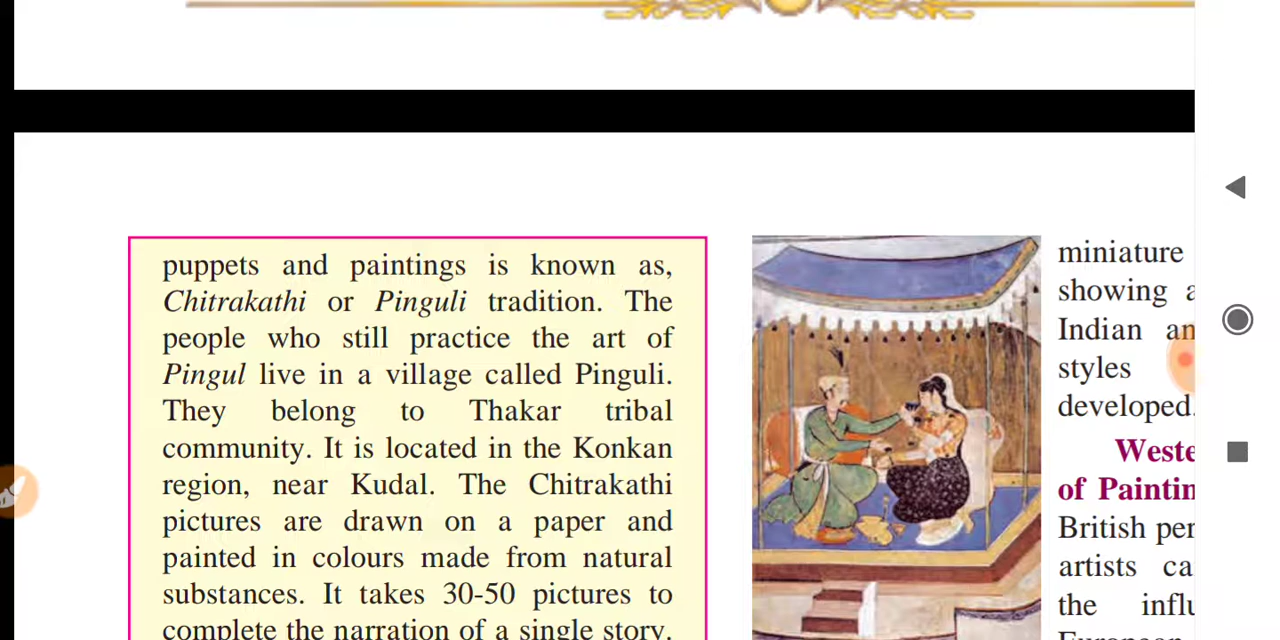 puppets and paintings is known as,
Chitrakathi or Pinguli tradition. The
people who still practice the art of
Pingul live in a village called Pinguli.
They belong to Thakar tribal
community. It is located in the Konkan
region, near Kudal. The Chitrakathi
pictures are drawn on a paper and
painted in colours made from natural
substances. It takes 30-50 pictures to
complete the narration of a single story.
miniature
showing
Indian
styles
developed.
of
British
artists
the